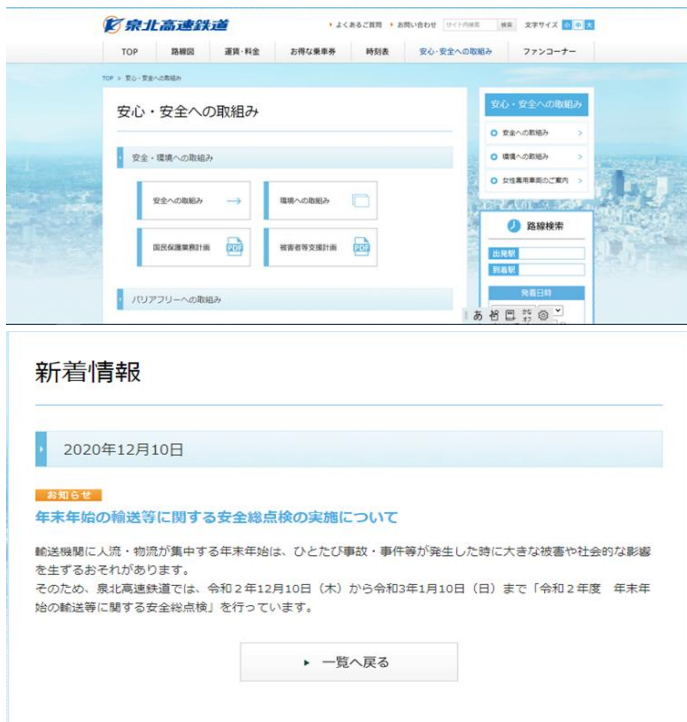 泉北高速鉄道
よくあるご質問 お問い合わせ サイト内検索 検索 文字サイズ 小 中 大
TOP 路線図 運賃・料金 お得な乗車券 時刻表 安心・安全への取組み ファンコーナー
TOP > 安心・安全への取組み
安心・安全への取組み
安全・環境への取組み
安全への取組み
環境への取組み
国民保護業務計画 PDF
被害者等支援計画 PDF
バリアフリーへの取組み
安心・安全への取組み
安全への取組み
環境への取組み
女性専用車両のご案内
路線検索
出発駅
到着駅
発着日時
あ
新着情報
2020年12月10日
お知らせ
年末年始の輸送等に関する安全総点検の実施について
輸送機関に人流・物流が集中する年末年始は、ひとたび事故・事件等が発生した時に大きな被害や社会的な影響
を生ずるおそれがあります。
そのため、泉北高速鉄道では、令和２年12月10日（木）から令和3年1月10日（日）まで「令和２年度　年末年
始の輸送等に関する安全総点検」を行っています。
一覧へ戻る